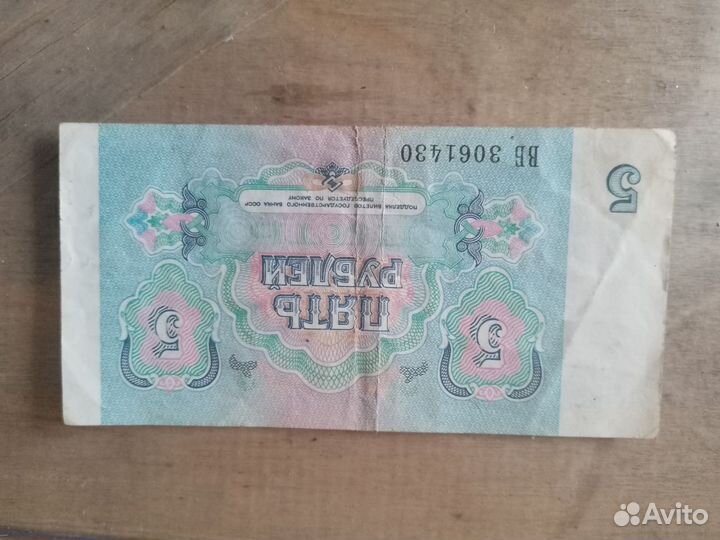 5 ПЯТЬ 5
РУБЛЕЙ
ПОДДЕЛКА БИЛЕТОВ ГОСУДАРСТВЕННОГО БАНКА СССР
ПРЕСЛЕДУЕТСЯ ПО ЗАКОНУ
5
ВБ 3061430
Avito